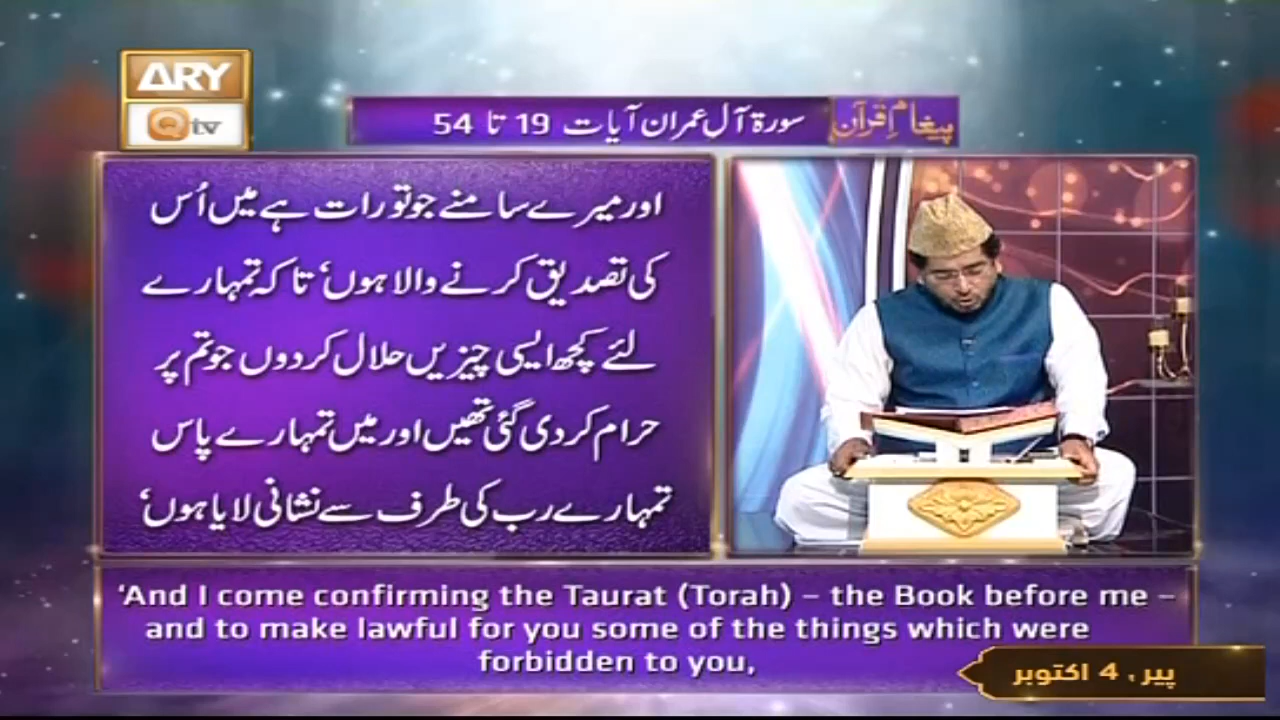 ARY
Qtv
پیغامِ قرآن
سورۃ آل عمران آیات 19 تا 54
اور میرے سامنے جو تورات ہے میں اُس
کی تصدیق کرنے والا ہوں‘ تاکہ تمہارے
لئے کچھ ایسی چیزیں حلال کر دوں جو تم پر
حرام کر دی گئی تھیں اور میں تمہارے پاس
تمہارے رب کی طرف سے نشانی لایا ہوں‘
‘And I come confirming the Taurat (Torah) – the Book before me –
and to make lawful for you some of the things which were
forbidden to you,
پیر ، 4 اکتوبر